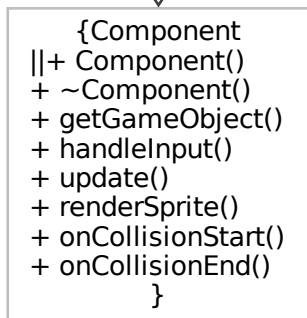 {Component
||+ Component()
+ ~Component()
+ getGameObject()
+ handleInput()
+ update()
+ renderSprite()
+ onCollisionStart()
+ onCollisionEnd()
}